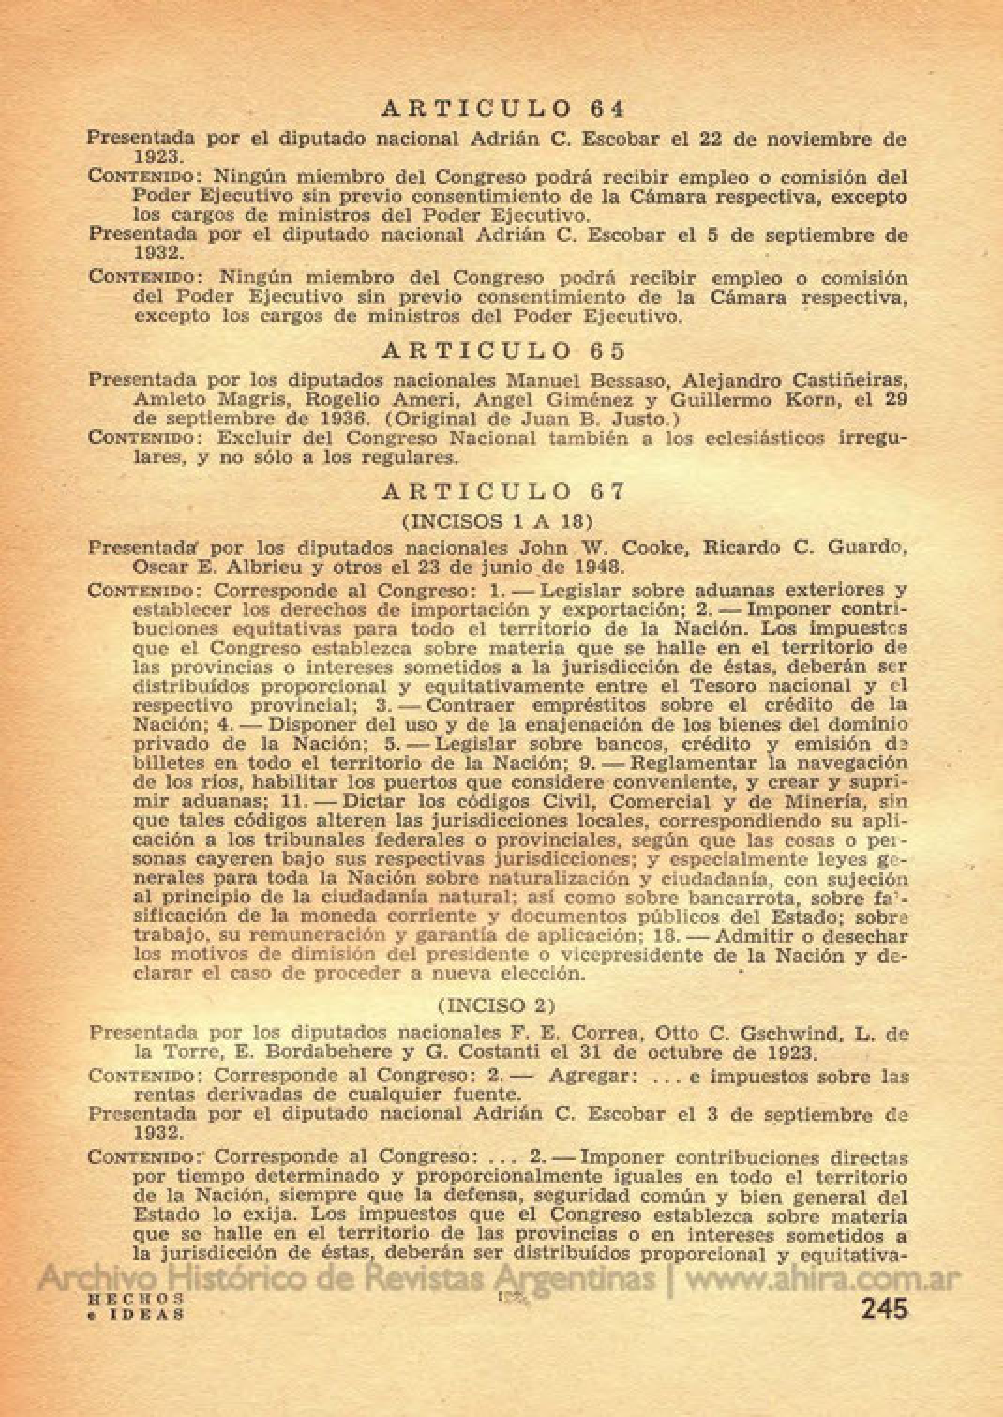 ARTICULO 64
Presentada por el diputado nacional Adrián C. Escobar el 22 de noviembre de
1923.
CONTENIDO: Ningún miembro del Congreso podrá recibir empleo o comisión del
Poder Ejecutivo sin previo consentimiento de la Cámara respectiva, excepto
los cargos de ministros del Poder Ejecutivo.
Presentada por el diputado nacional Adrián C. Escobar el 5 de septiembre de
1932.
CONTENIDO: Ningún miembro del Congreso podrá recibir empleo o comisión
del Poder Ejecutivo sin previo consentimiento de la Cámara respectiva,
excepto los cargos de ministros del Poder Ejecutivo.
ARTICULO 65
Presentada por los diputados nacionales Manuel Bessaso, Alejandro Castiñeiras,
Amleto Magris, Rogelio Ameri, Angel Giménez y Guillermo Korn, el 29
de septiembre de 1936. (Original de Juan B. Justo.)
CONTENIDO: Excluir del Congreso Nacional también a los eclesiásticos irregu-
lares, y no sólo a los regulares.
ARTICULO 67
(INCISOS 1 A 18)
Presentada por los diputados nacionales John W. Cooke, Ricardo C. Guardo,
Oscar E. Albrieu y otros el 23 de junio de 1948.
CONTENIDO: Corresponde al Congreso: 1. — Legislar sobre aduanas exteriores y
establecer los derechos de importación y exportación; 2. — Imponer contri-
buciones equitativas para todo el territorio de la Nación. Los impuestos
que el Congreso establezca sobre materia que se halle en el territorio de
las provincias o intereses sometidos a la jurisdicción de éstas, deberán ser
distribuídos proporcional y equitativamente entre el Tesoro nacional y el
respectivo provincial; 3. — Contraer empréstitos sobre el crédito de la
Nación; 4. — Disponer del uso y de la enajenación de los bienes del dominio
privado de la Nación; 5. — Legislar sobre bancos, crédito y emisión de
billetes en todo el territorio de la Nación; 9. — Reglamentar la navegación
de los ríos, habilitar los puertos que considere conveniente, y crear y supri-
mir aduanas; 11. — Dictar los códigos Civil, Comercial y de Minería, sin
que tales códigos alteren las jurisdicciones locales, correspondiendo su apli-
cación a los tribunales federales o provinciales, según que las cosas o per-
sonas cayeren bajo sus respectivas jurisdicciones; y especialmente leyes ge-
nerales para toda la Nación sobre naturalización y ciudadanía, con sujeción
al principio de la ciudadanía natural; así como sobre bancarrota, sobre fal-
sificación de la moneda corriente y documentos públicos del Estado; sobre
trabajo, su remuneración y garantía de aplicación; 18. — Admitir o desechar
los motivos de dimisión del presidente o vicepresidente de la Nación y de-
clarar el caso de proceder a nueva elección.
(INCISO 2)
Presentada por los diputados nacionales F. E. Correa, Otto C. Gschwind, L. de
la Torre, E. Bordabehere y G. Costanti el 31 de octubre de 1923.
CONTENIDO: Corresponde al Congreso: 2. — Agregar: ... e impuestos sobre las
rentas derivadas de cualquier fuente.
Presentada por el diputado nacional Adrián C. Escobar el 3 de septiembre de
1932.
CONTENIDO: Corresponde al Congreso: ... 2. — Imponer contribuciones directas
por tiempo determinado y proporcionalmente iguales en todo el territorio
de la Nación, siempre que la defensa, seguridad común y bien general del
Estado lo exija. Los impuestos que el Congreso establezca sobre materia
que se halle en el territorio de las provincias o en intereses sometidos a
la jurisdicción de éstas, deberán ser distribuídos proporcional y equitativa-
Archivo Histórico de Revistas Argentinas | www.ahira.com.ar
HECHOS
e IDEAS
245